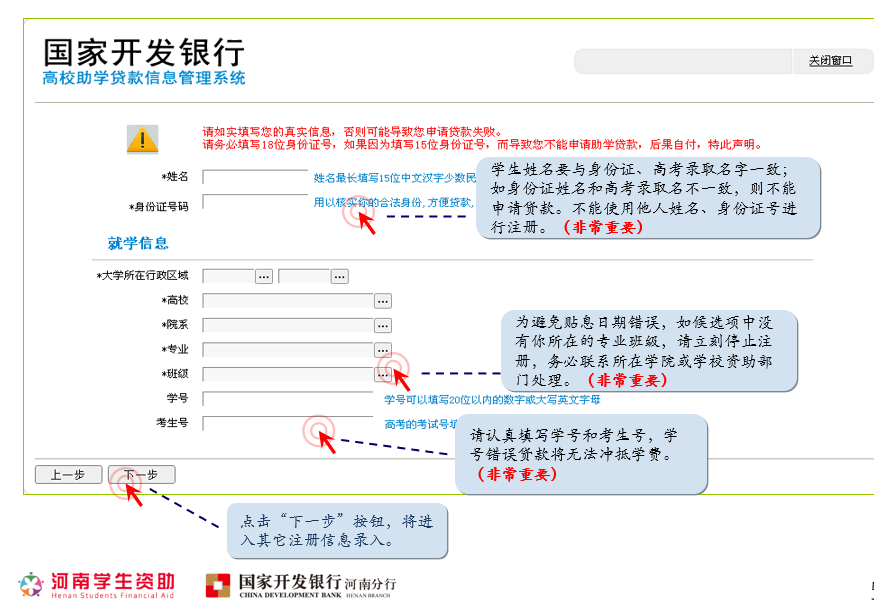 国家开发银行
高校助学贷款信息管理系统
关闭窗口
请如实填写您的真实信息，否则可能导致您申请贷款失败。
请务必填写18位身份证号，如果因为填写15位身份证号，而导致您不能申请助学贷款，后果自付，特此声明。
*姓名
姓名最长填写15位中文汉字少数民
*身份证号码
用以核实你的合法身份,方便贷款,
学生姓名要与身份证、高考录取名字一致；
如身份证姓名和高考录取名不一致，则不能
申请贷款。不能使用他人姓名、身份证号进
行注册。（非常重要）
就学信息
*大学所在行政区域 ... ...
*高校 ...
*院系 ...
*专业 ...
*班级 ...
为避免贴息日期错误，如候选项中没
有你所在的专业班级，请立刻停止注
册，务必联系所在学院或学校资助部
门处理。（非常重要）
学号
学号可以填写20位以内的数字或大写英文字母
考生号
高考的考试号填
请认真填写学号和考生号，学
号错误贷款将无法冲抵学费。
（非常重要）
上一步 下一步
点击“下一步”按钮，将进
入其它注册信息录入。
河南学生资助
Henan Students Financial Aid
国家开发银行 河南分行
CHINA DEVELOPMENT BANK HENAN BRANCH